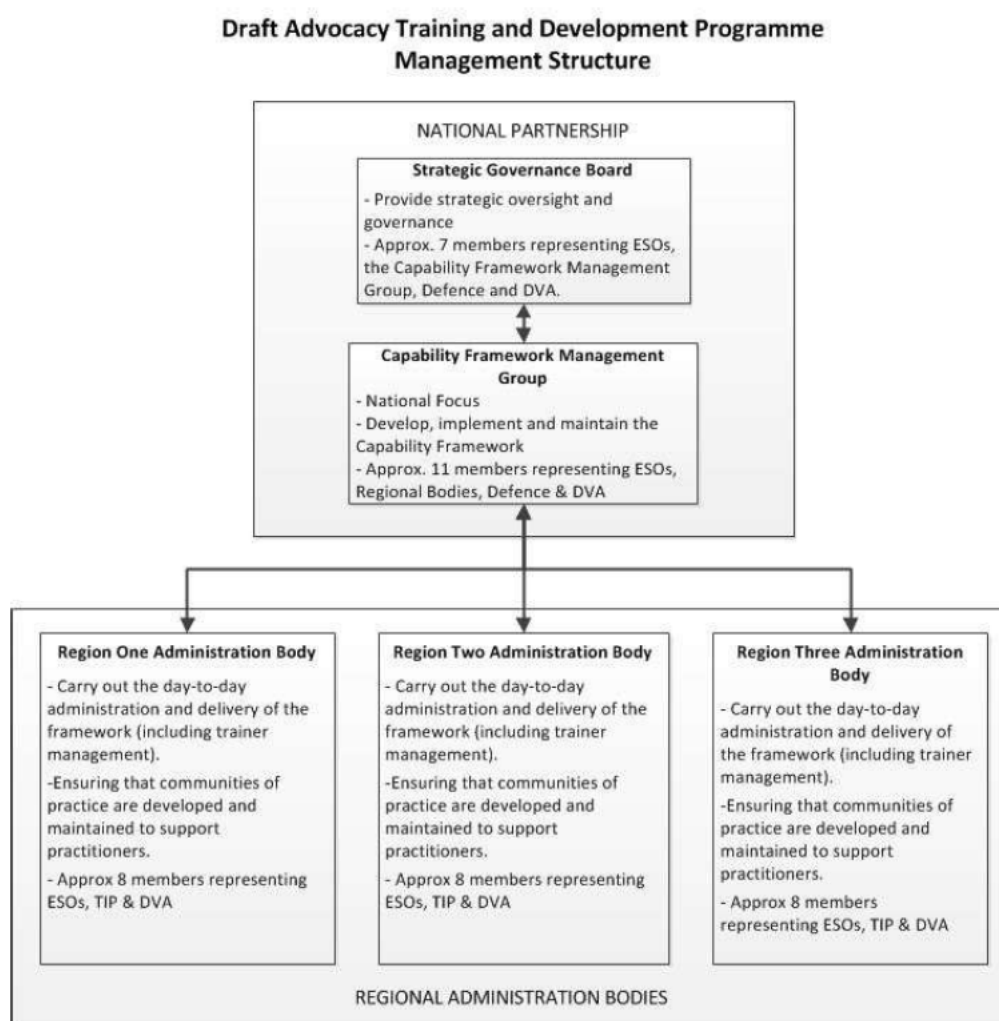 Draft Advocacy Training and Development Programme
Management Structure
NATIONAL PARTNERSHIP
Strategic Governance Board
- Provide strategic oversight and
governance
- Approx. 7 members representing ESOs,
the Capability Framework Management
Group, Defence and DVA.
Capability Framework Management
Group
- National Focus
- Develop, implement and maintain the
Capability Framework
- Approx. 11 members representing ESOs,
Regional Bodies, Defence & DVA
Region One Administration Body
- Carry out the day-to-day
administration and delivery of the
framework (including trainer
management).
-Ensuring that communities of
practice are developed and
maintained to support
practitioners.
- Approx 8 members representing
ESOs, TIP & DVA
Region Two Administration Body
- Carry out the day-to-day
administration and delivery of the
framework (including trainer
management).
-Ensuring that communities of
practice are developed and
maintained to support
practitioners.
- Approx 8 members representing
ESOs, TIP & DVA
Region Three Administration
Body
- Carry out the day-to-day
administration and delivery of
the framework (including trainer
management).
-Ensuring that communities of
practice are developed and
maintained to support
practitioners.
- Approx 8 members
representing ESOs, TIP & DVA
REGIONAL ADMINISTRATION BODIES